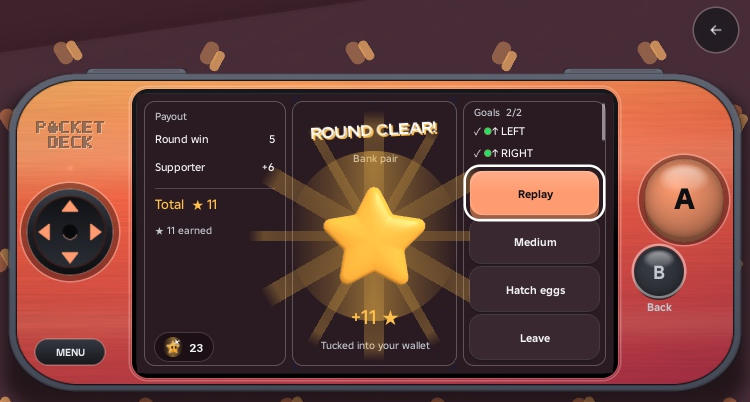 POCKET
DECK
MENU
Payout
Round win 5
Supporter +6
Total ★ 11
★ 11 earned
23
ROUND CLEAR!
Bank pair
+11 ★
Tucked into your wallet
Goals 2/2
✓ ↑ LEFT
✓ ↑ RIGHT
Replay
Medium
Hatch eggs
Leave
A
B
Back